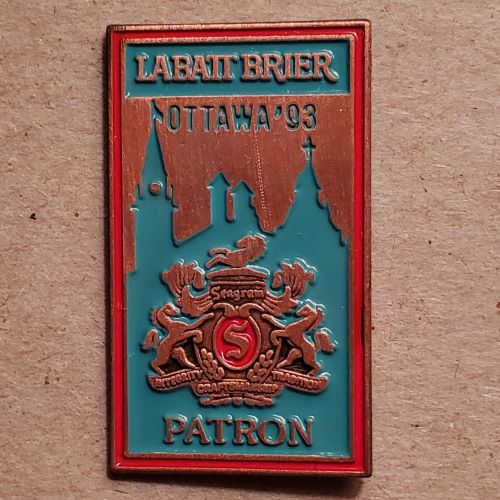 LABATT BRIER
OTTAWA '93
Seagram
S
INTEGRITY CRAFTSMANSHIP TRADITION
PATRON